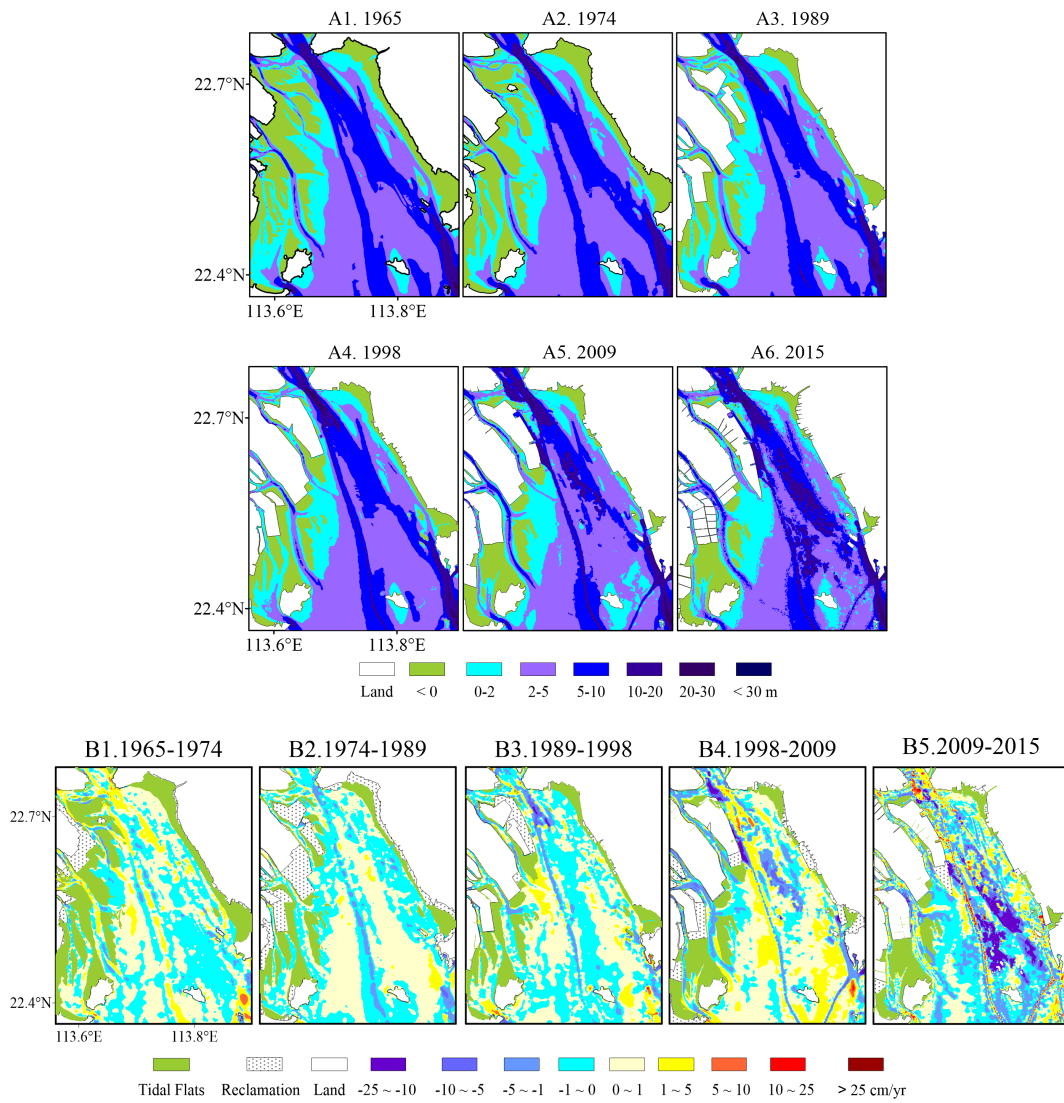 A1. 1965 A2. 1974 A3. 1989
22.7°N
22.4°N
113.6°E 113.8°E
A4. 1998 A5. 2009 A6. 2015
22.7°N
22.4°N
113.6°E 113.8°E
Land < 0 0-2 2-5 5-10 10-20 20-30 < 30 m
B1.1965-1974 B2.1974-1989 B3.1989-1998 B4.1998-2009 B5.2009-2015
22.7°N
22.4°N
113.6°E 113.8°E
Tidal Flats Reclamation Land -25 ~ -10 -10 ~ -5 -5 ~ -1 -1 ~ 0 0 ~ 1 1 ~ 5 5 ~ 10 10 ~ 25 > 25 cm/yr